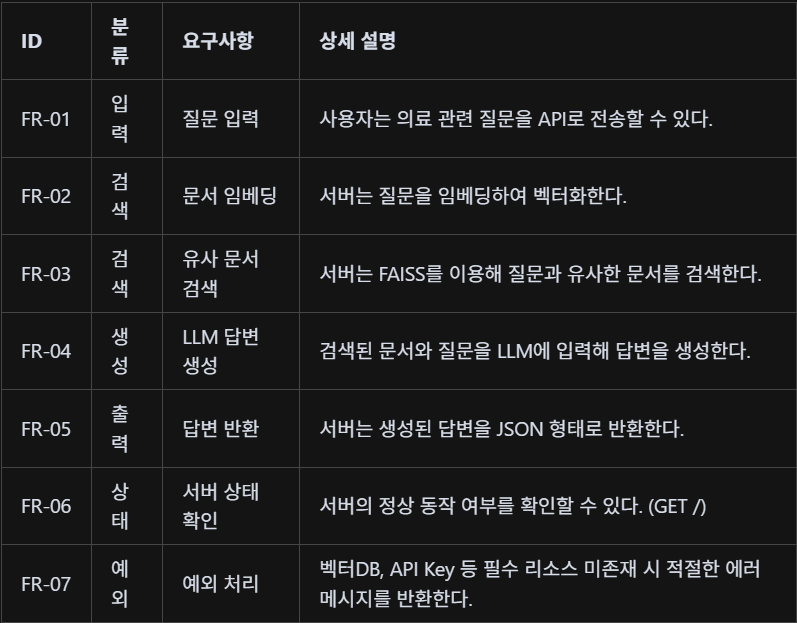 ID 분류 요구사항 상세 설명
FR-01 입력 질문 입력 사용자는 의료 관련 질문을 API로 전송할 수 있다.
FR-02 검색 문서 임베딩 서버는 질문을 임베딩하여 벡터화한다.
FR-03 검색 유사 문서 검색 서버는 FAISS를 이용해 질문과 유사한 문서를 검색한다.
FR-04 생성 LLM 답변 생성 검색된 문서와 질문을 LLM에 입력해 답변을 생성한다.
FR-05 출력 답변 반환 서버는 생성된 답변을 JSON 형태로 반환한다.
FR-06 상태 서버 상태 확인 서버의 정상 동작 여부를 확인할 수 있다. (GET /)
FR-07 예외 예외 처리 벡터DB, API Key 등 필수 리소스 미존재 시 적절한 에러
메시지를 반환한다.